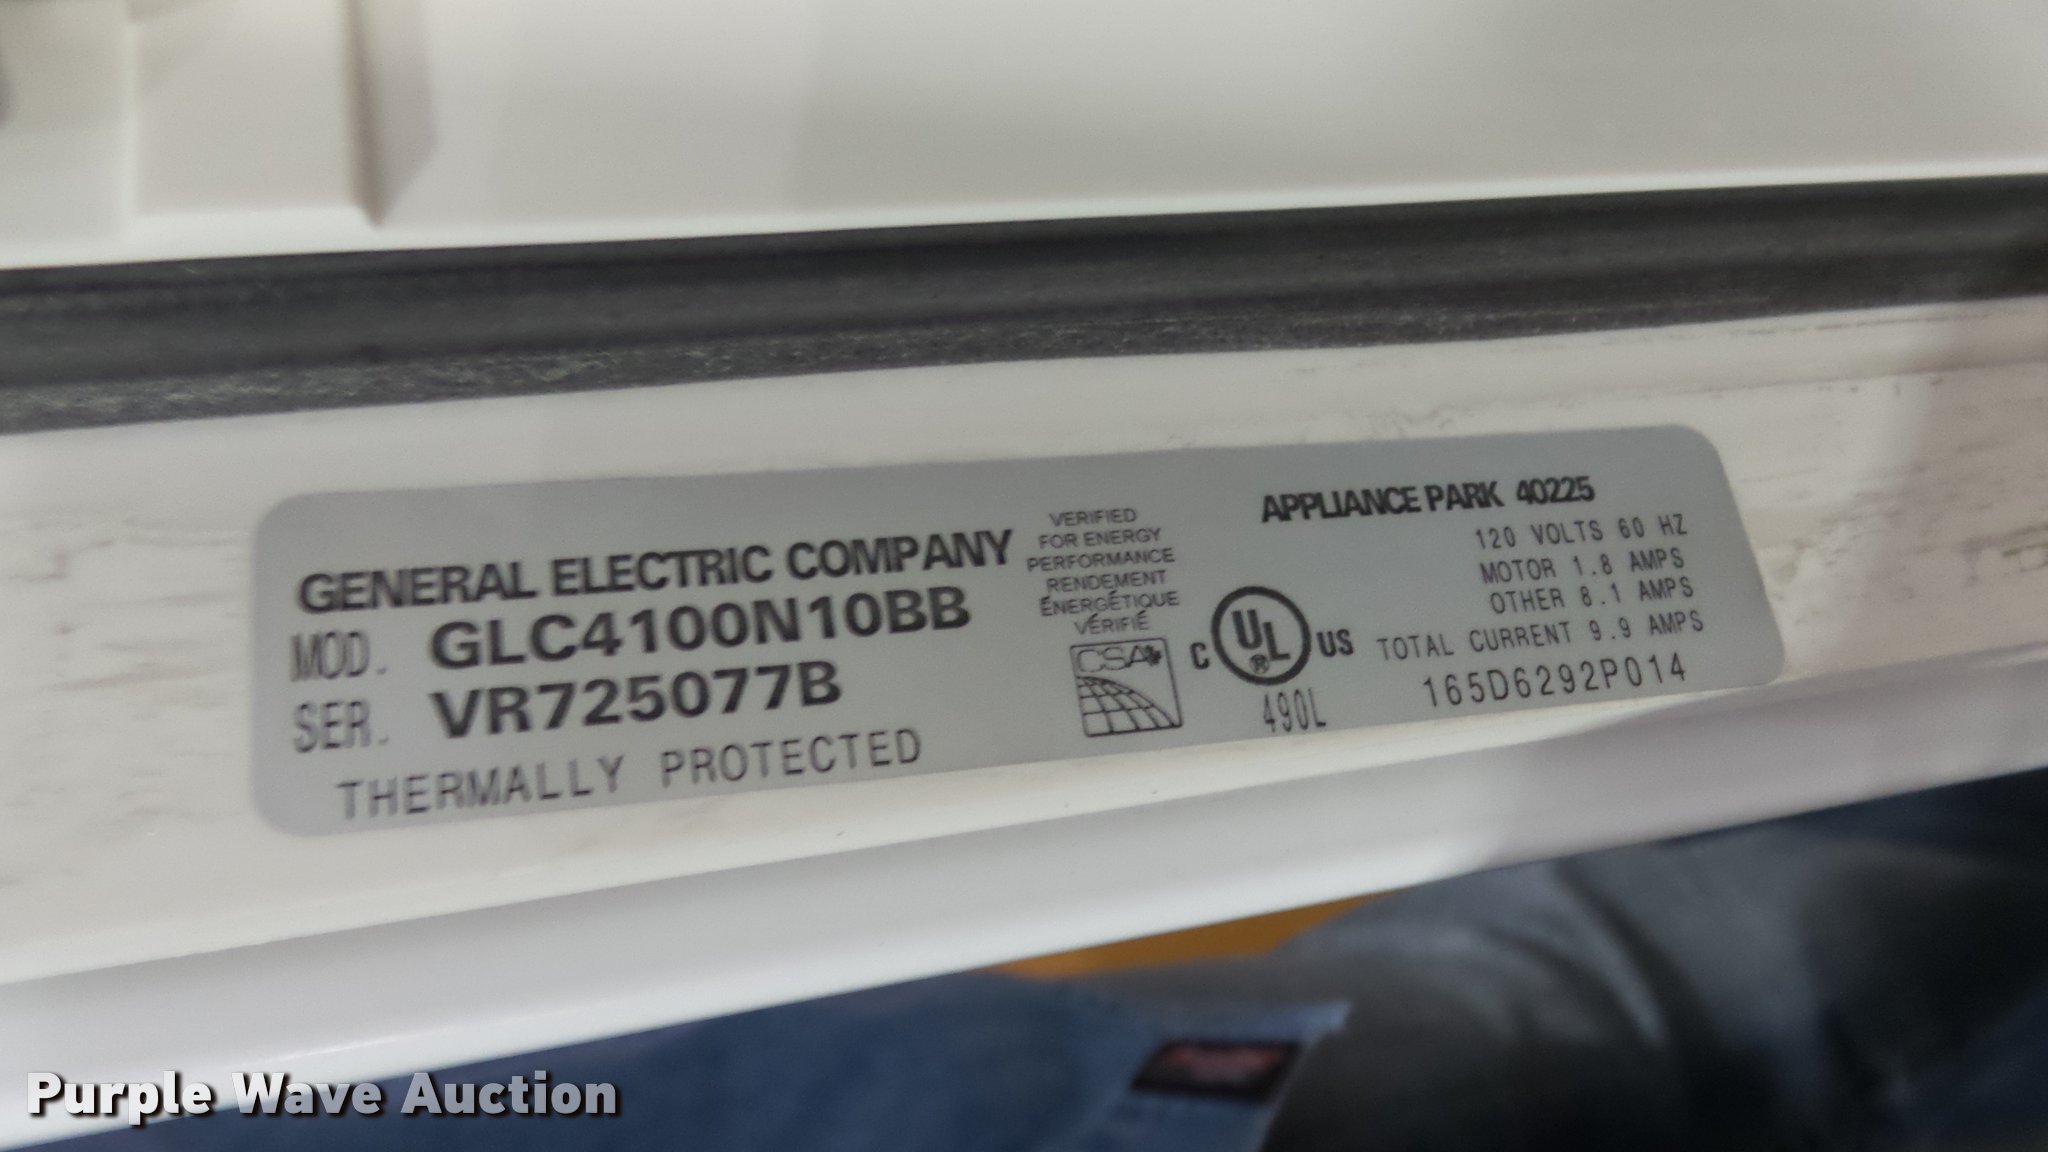 GENERAL ELECTRIC COMPANY
MOD. GLC4100N10BB
SER. VR725077B
THERMALLY PROTECTED
VERIFIED
FOR ENERGY
PERFORMANCE
RENDEMENT
ÉNERGÉTIQUE
VÉRIFIÉ
CSA
C UL ® US
490L
APPLIANCE PARK 40225
120 VOLTS 60 HZ
MOTOR 1.8 AMPS
OTHER 8.1 AMPS
TOTAL CURRENT 9.9 AMPS
165D6292P014
Purple Wave Auction